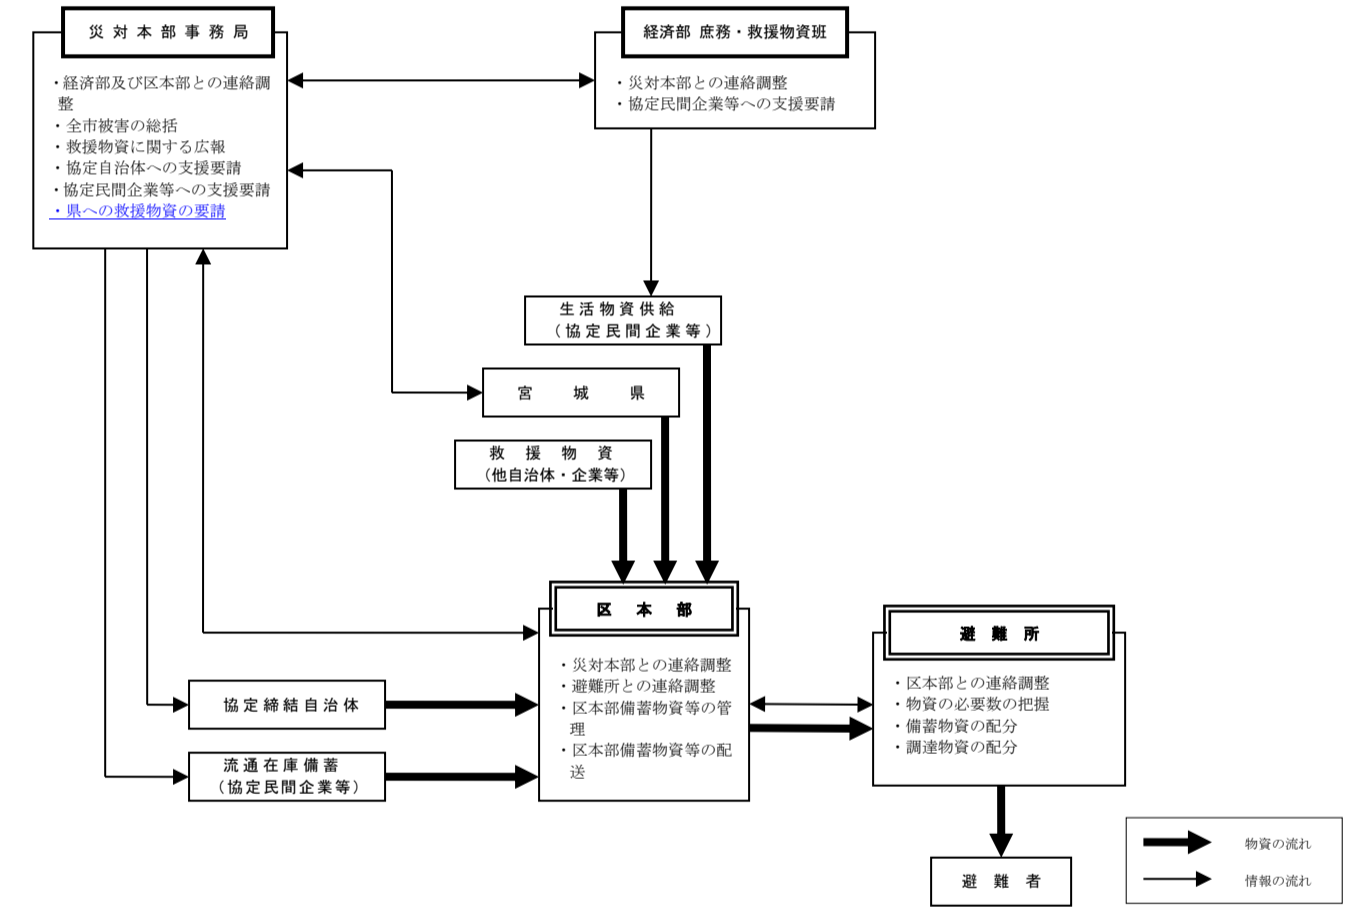 災対本部事務局
・経済部及び区本部との連絡調
整
・全市被害の総括
・救援物資に関する広報
・協定自治体への支援要請
・協定民間企業等への支援要請
・県への救援物資の要請
経済部 庶務・救援物資班
・災対本部との連絡調整
・協定民間企業等への支援要請
生活物資供給
（協定民間企業等）
宮城県
救援物資
（他自治体・企業等）
区本部
・災対本部との連絡調整
・避難所との連絡調整
・区本部備蓄物資等の管
理
・区本部備蓄物資等の配
送
協定締結自治体
流通在庫備蓄
（協定民間企業等）
避難所
・区本部との連絡調整
・物資の必要数の把握
・備蓄物資の配分
・調達物資の配分
避難者
物資の流れ
情報の流れ